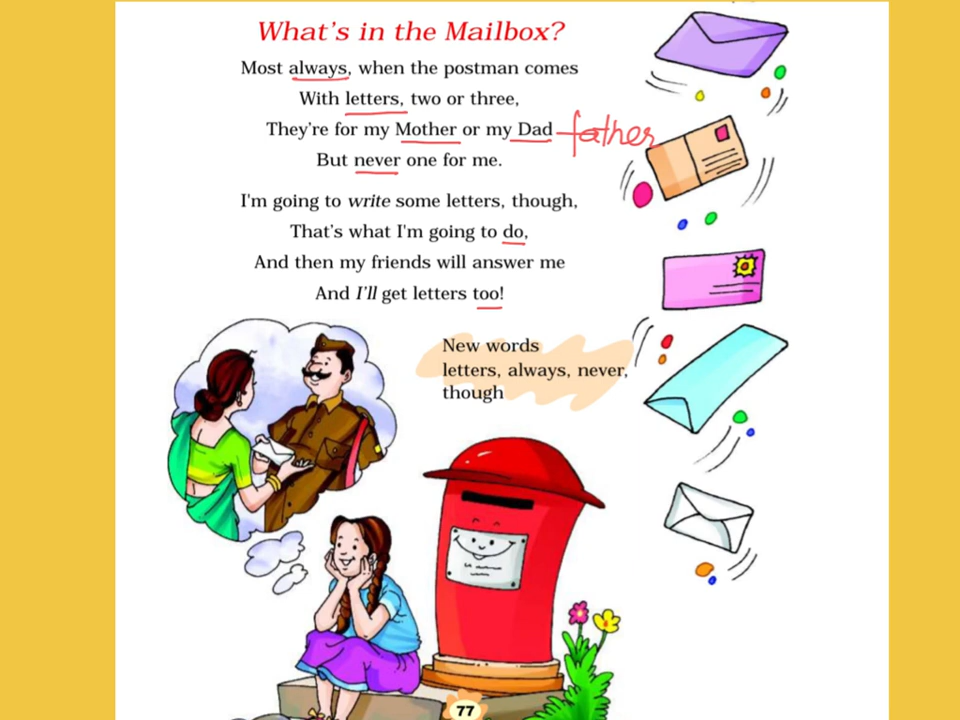 What's in the Mailbox?
Most always, when the postman comes
With letters, two or three,
They're for my Mother or my Dad father
But never one for me.
I'm going to write some letters, though,
That's what I'm going to do,
And then my friends will answer me
And I'll get letters too!
New words
letters, always, never,
though
77